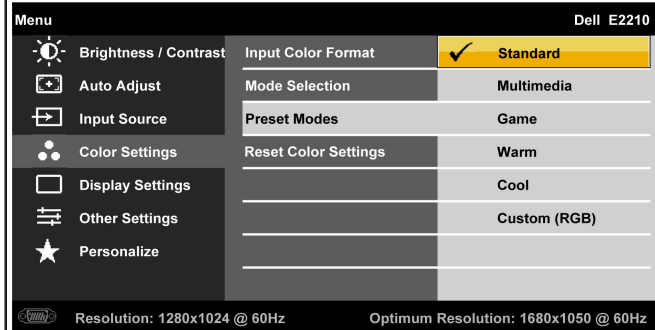 Menu Dell E2210
Brightness / Contrast Input Color Format Standard
Auto Adjust Mode Selection Multimedia
Input Source Preset Modes Game
Color Settings Reset Color Settings Warm
Display Settings Cool
Other Settings Custom (RGB)
Personalize
Resolution: 1280x1024 @ 60Hz Optimum Resolution: 1680x1050 @ 60Hz